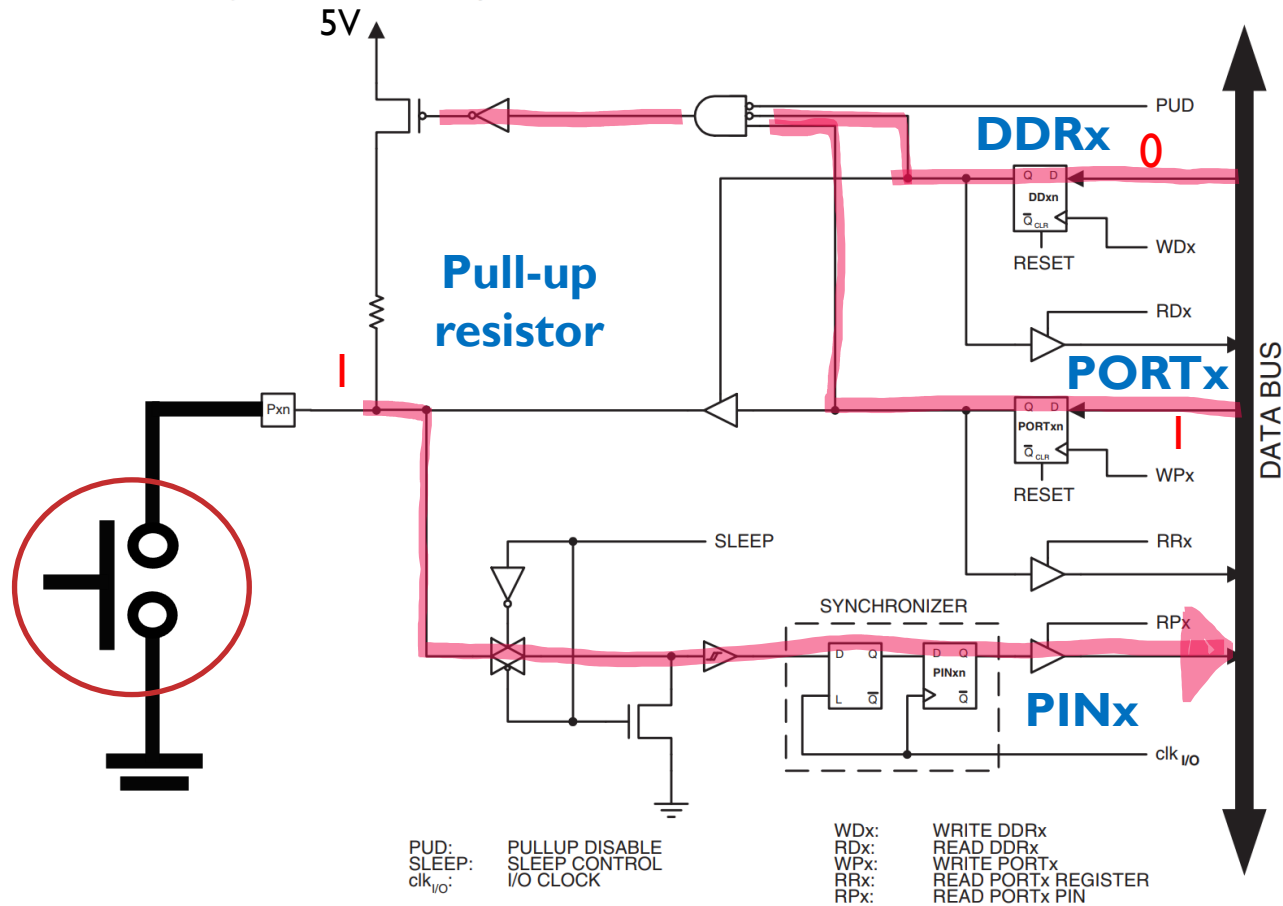 5V
PUD
DDRx
0
Q D
DDxn
Q CLR
WDx
RESET
Pull-up
resistor
RDx
1
PORTx
Pxn
Q D
PORTxn
1
Q CLR
WPx
RESET
DATA BUS
SLEEP
RRx
SYNCHRONIZER
RPx
D Q
D Q
PINxn
L Q
Q
PINx
clk I/O
PUD: PULLUP DISABLE
SLEEP: SLEEP CONTROL
clk I/O: I/O CLOCK
WDx: WRITE DDRx
RDx: READ DDRx
WPx: WRITE PORTx
RRx: READ PORTx REGISTER
RPx: READ PORTx PIN